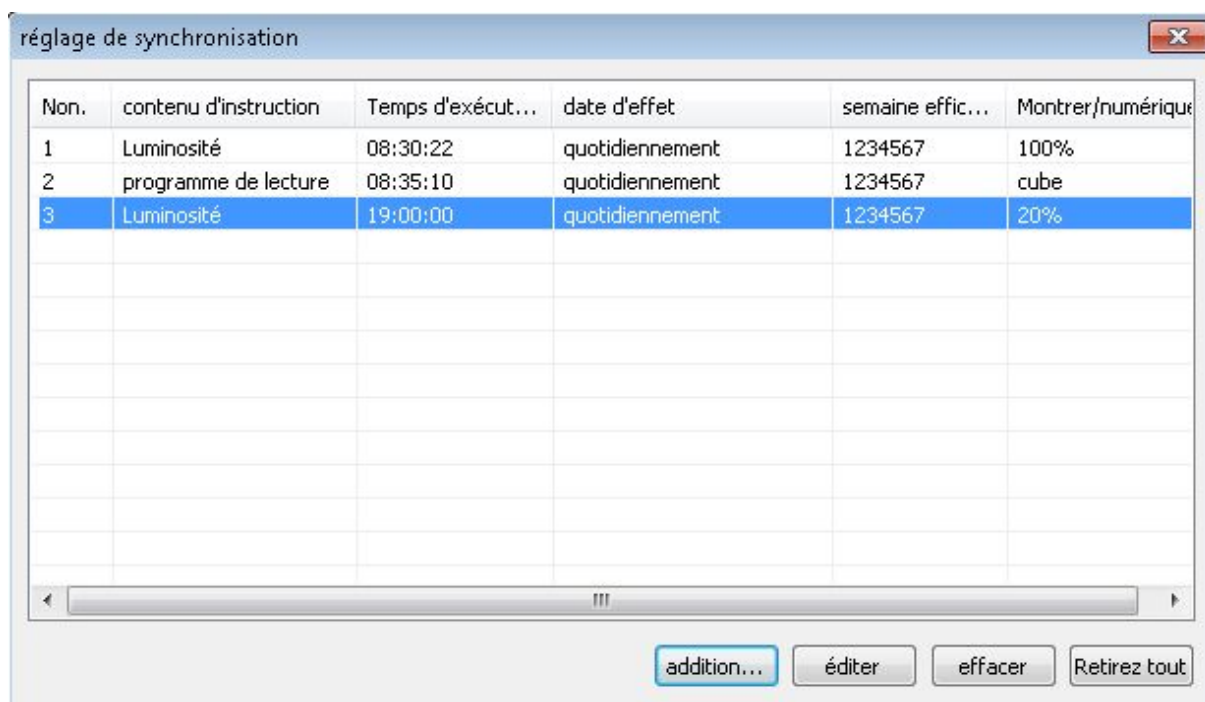 réglage de synchronisation
Non. contenu d'instruction Temps d'exécut... date d'effet semaine effic... Montrer/numérique
1 Luminosité 08:30:22 quotidiennement 1234567 100%
2 programme de lecture 08:35:10 quotidiennement 1234567 cube
3 Luminosité 19:00:00 quotidiennement 1234567 20%
addition... éditer effacer Retirez tout